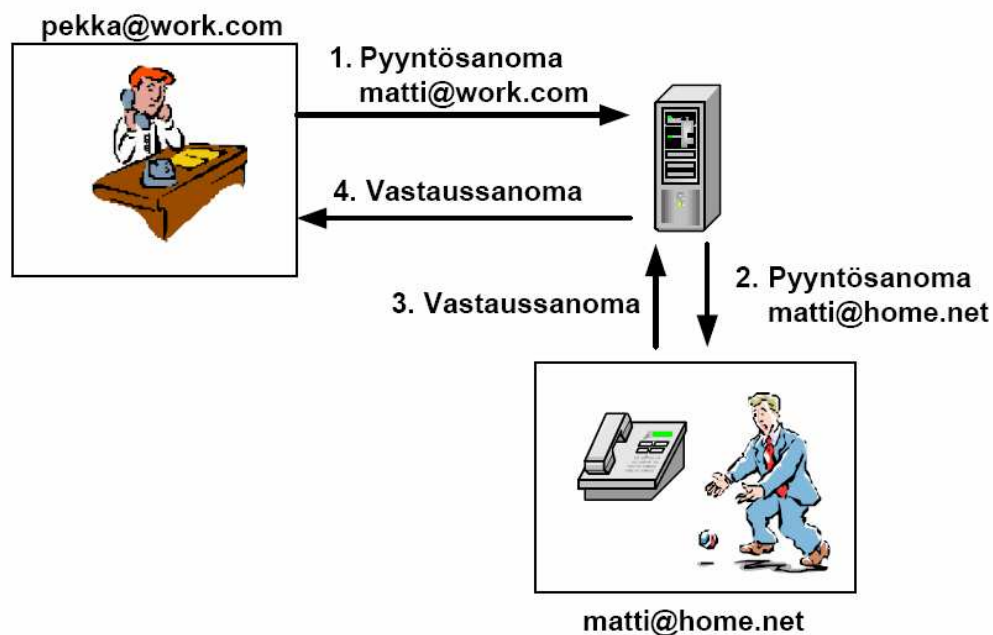 pekka@work.com
1. Pyyntösanoma
matti@work.com
4. Vastaussanoma
2. Pyyntösanoma
matti@home.net
3. Vastaussanoma
matti@home.net